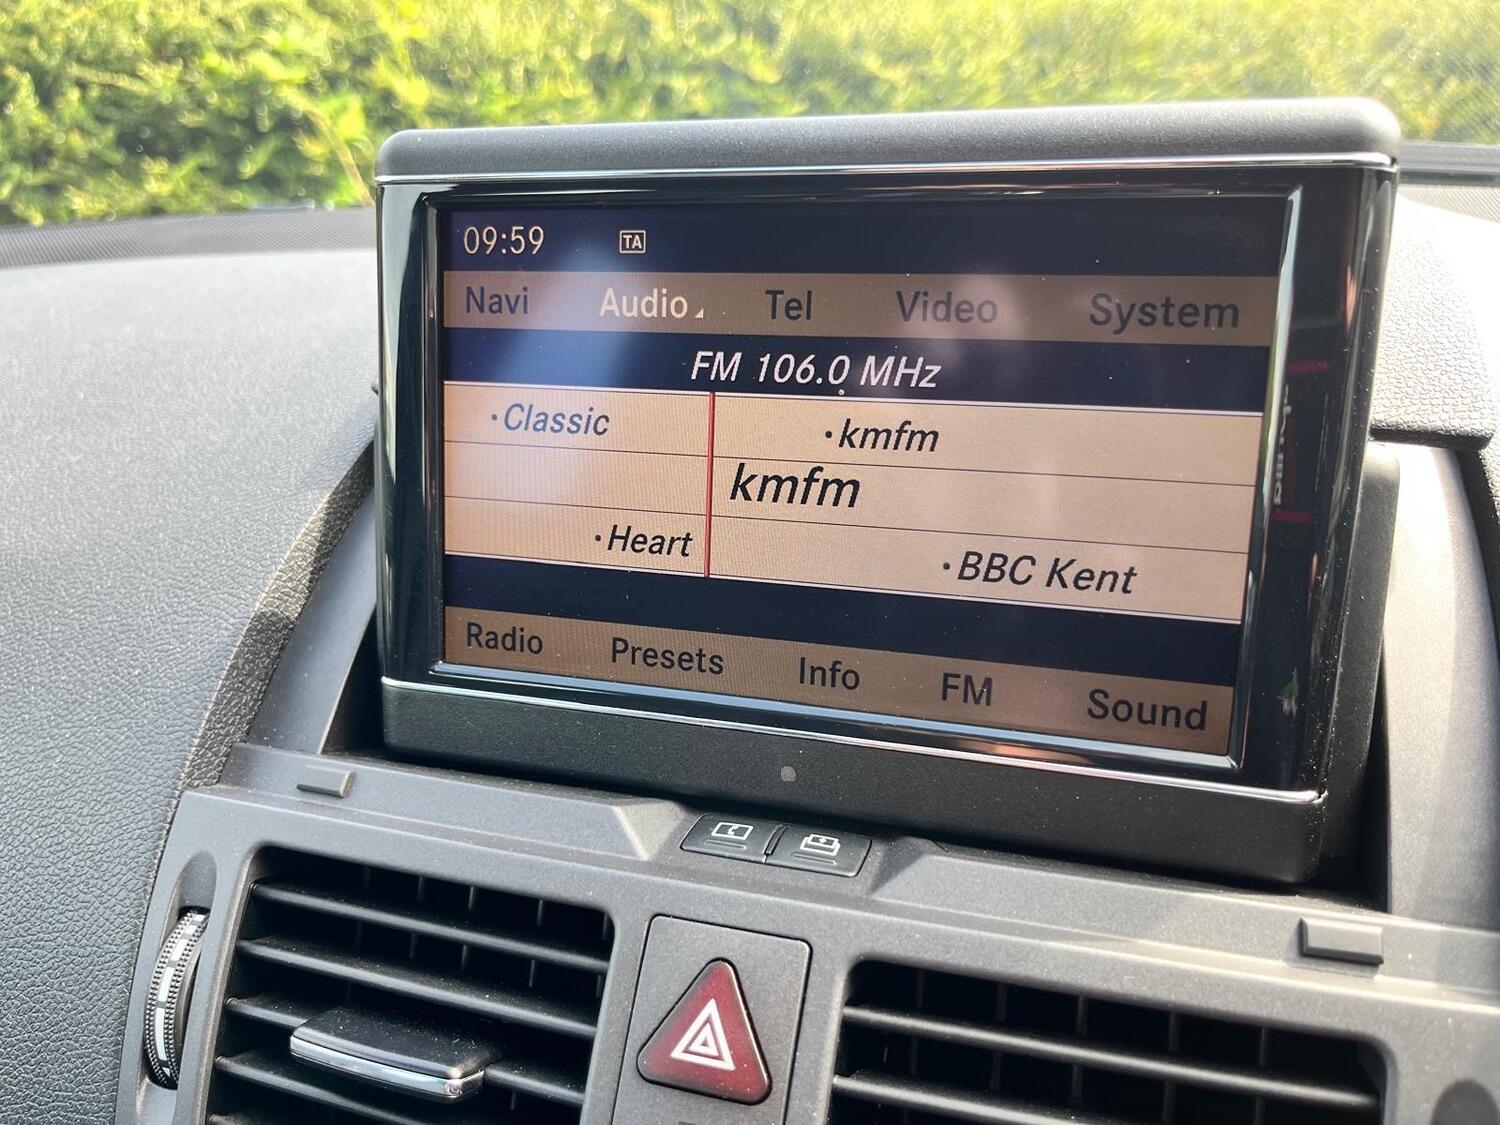 09:59 TA
Navi Audio Tel Video System
FM 106.0 MHz
·Classic ·kmfm
kmfm
·Heart ·BBC Kent
Radio Presets Info FM Sound